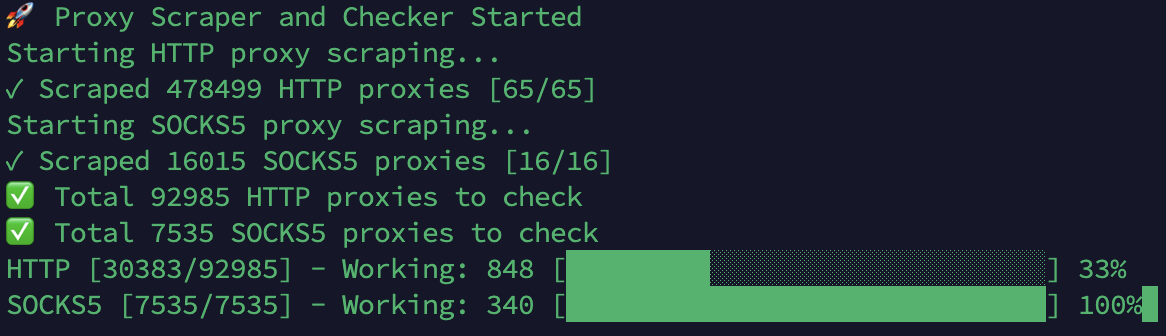 🚀 Proxy Scraper and Checker Started
Starting HTTP proxy scraping...
✓ Scraped 478499 HTTP proxies [65/65]
Starting SOCKS5 proxy scraping...
✓ Scraped 16015 SOCKS5 proxies [16/16]
✅ Total 92985 HTTP proxies to check
✅ Total 7535 SOCKS5 proxies to check
HTTP [30383/92985] - Working: 848 [] 33%
SOCKS5 [7535/7535] - Working: 340 [] 100%